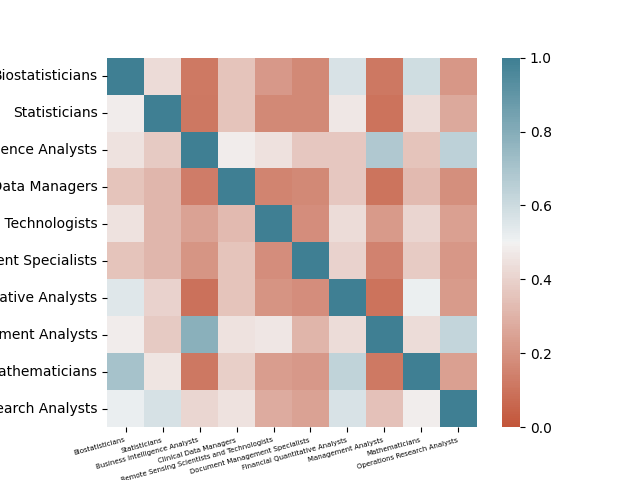 Biostatisticians
Statisticians
ence Analysts
Data Managers
Technologists
ent Specialists
ative Analysts
ment Analysts
athematicians
earch Analysts
1.0
0.8
0.6
0.4
0.2
0.0
Biostatisticians
Statisticians
Business Intelligence Analysts
Clinical Data Managers
Remote Sensing Scientists and Technologists
Document Management Specialists
Financial Quantitative Analysts
Management Analysts
Mathematicians
Operations Research Analysts